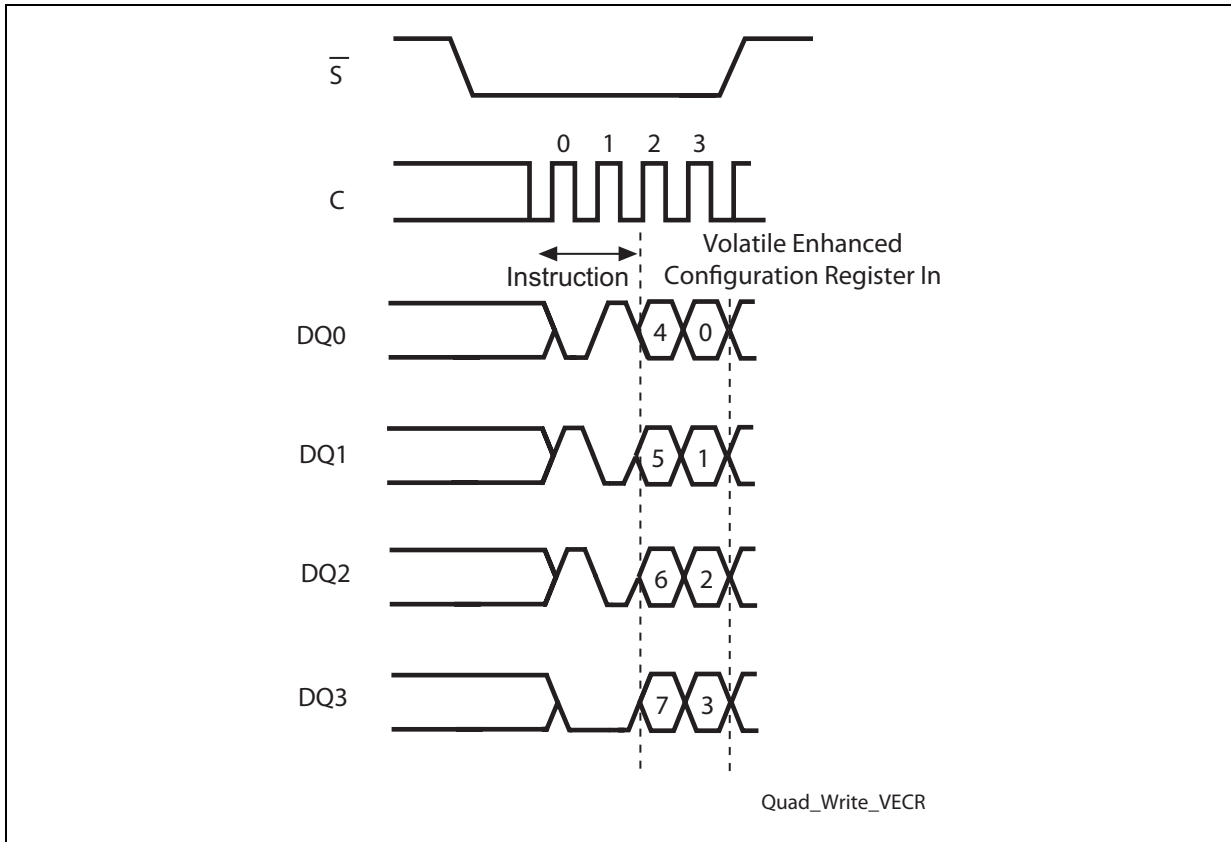 S
0 1 2 3
C
Volatile Enhanced
Configuration Register In
Instruction
DQ0
4 0
DQ1
5 1
DQ2
6 2
DQ3
7 3
Quad_Write_VECR